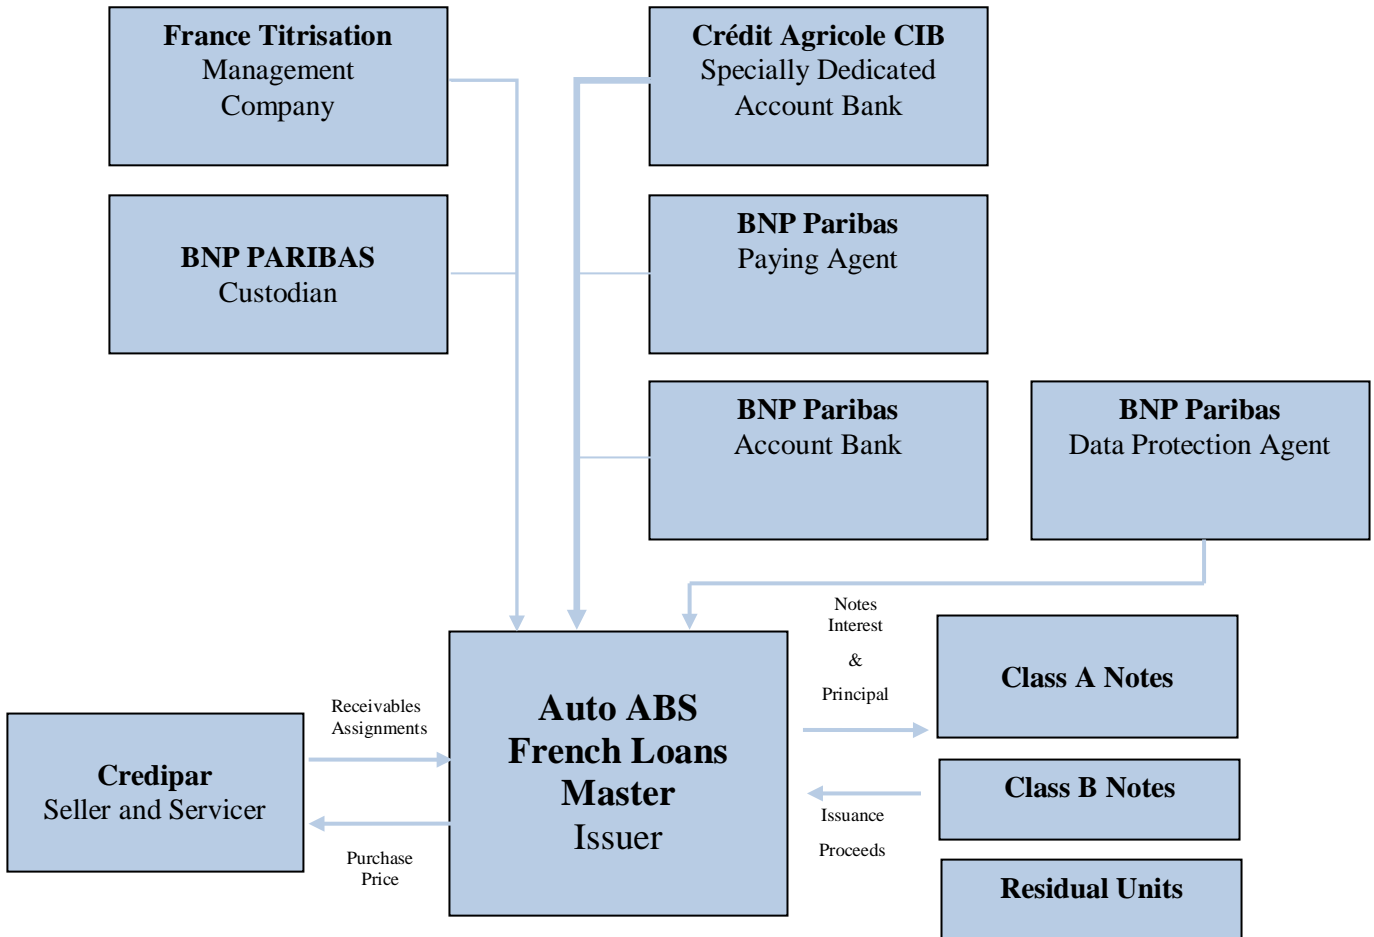 France Titrisation
Management
Company
Crédit Agricole CIB
Specially Dedicated
Account Bank
BNP PARIBAS
Custodian
BNP Paribas
Paying Agent
BNP Paribas
Account Bank
BNP Paribas
Data Protection Agent
Notes
Interest
&
Principal
Class A Notes
Receivables
Assignments
Auto ABS
French Loans
Master
Issuer
Credipar
Seller and Servicer
Class B Notes
Issuance
Proceeds
Purchase
Price
Residual Units